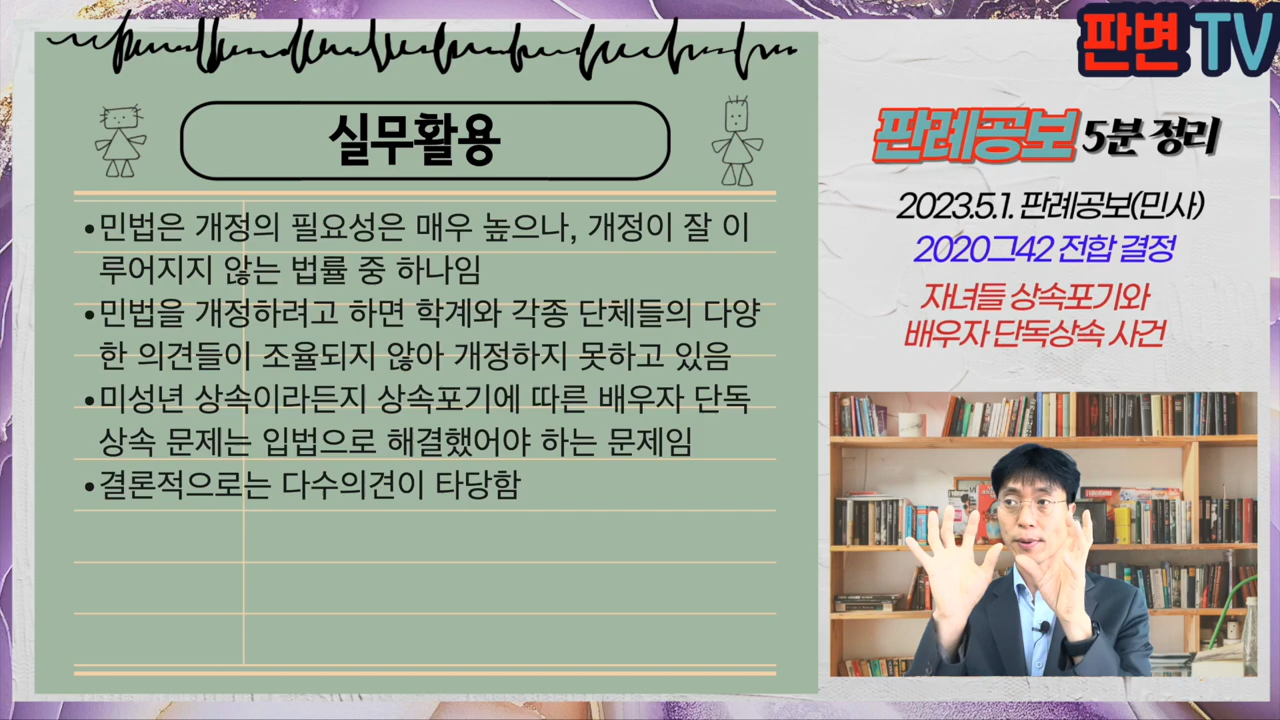 판변 TV
실무활용
•민법은 개정의 필요성은 매우 높으나, 개정이 잘 이
루어지지 않는 법률 중 하나임
•민법을 개정하려고 하면 학계와 각종 단체들의 다양
한 의견들이 조율되지 않아 개정하지 못하고 있음
•미성년 상속이라든지 상속포기에 따른 배우자 단독
상속 문제는 입법으로 해결했어야 하는 문제임
•결론적으로는 다수의견이 타당함
판례공보 5분 정리
2023.5.1. 판례공보(민사)
2020그42 전합 결정
자녀들 상속포기와
배우자 단독상속 사건